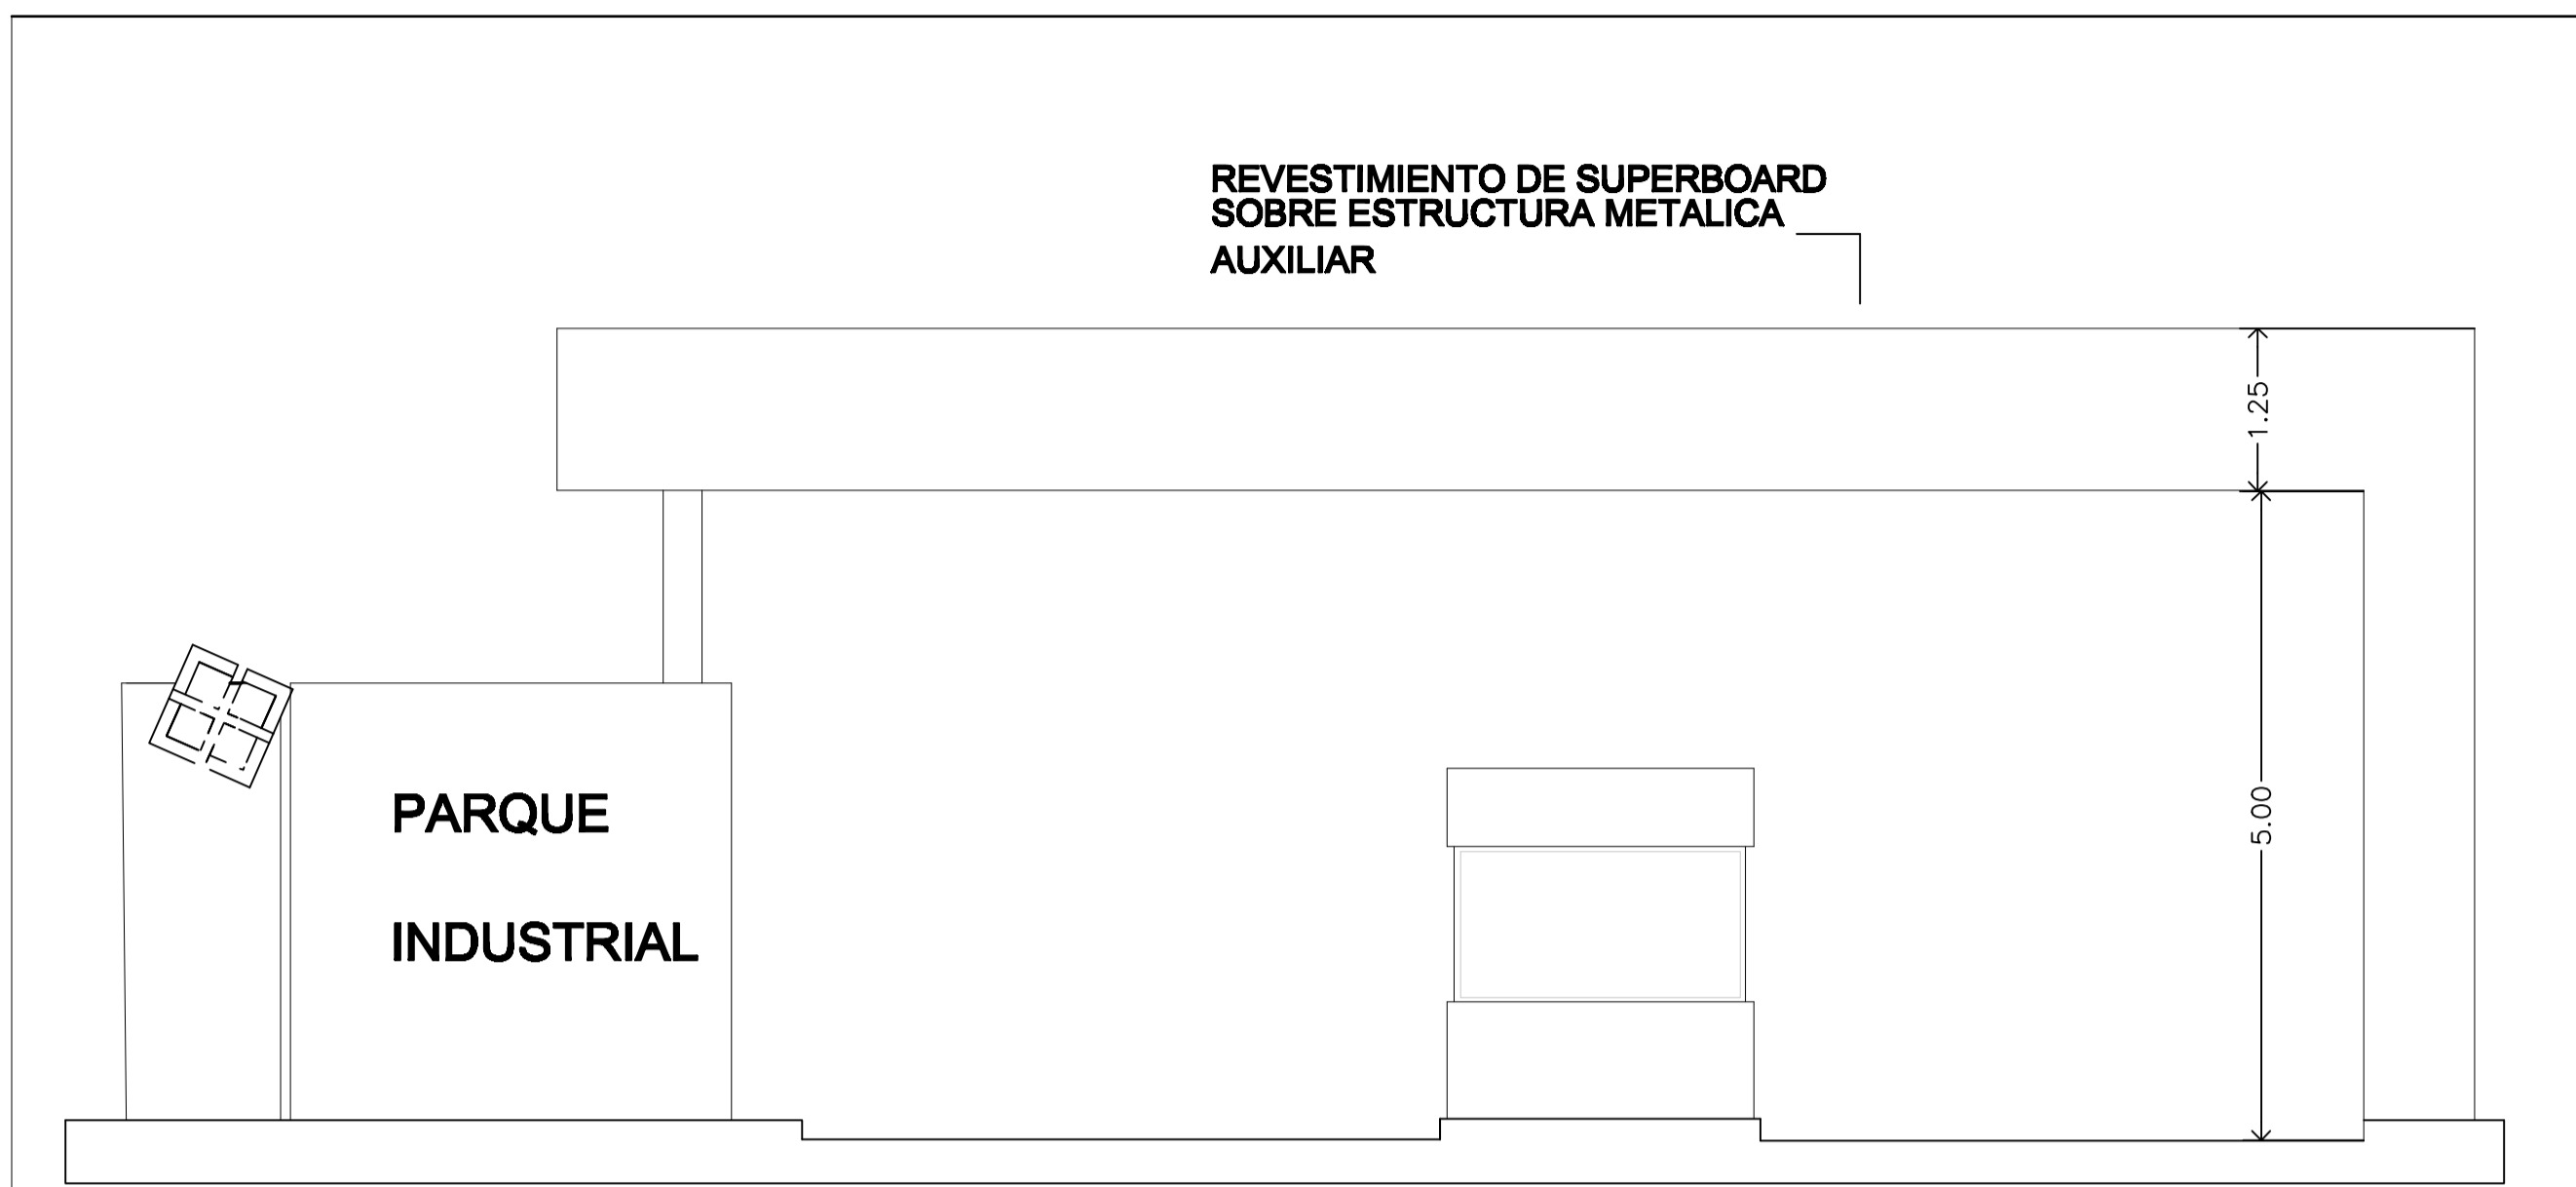 REVESTIMIENTO DE SUPERBOARD
SOBRE ESTRUCTURA METALICA
AUXILIAR
1.25
5.00
PARQUE
INDUSTRIAL